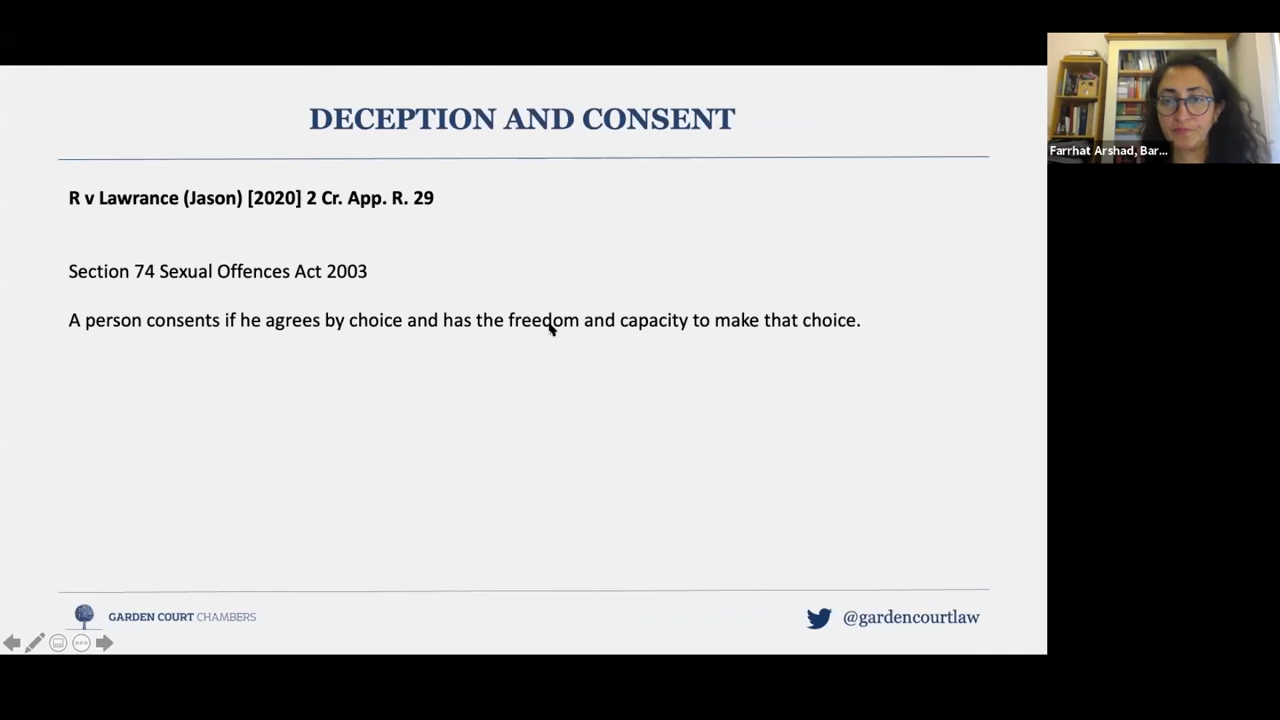 DECEPTION AND CONSENT
R v Lawrance (Jason) [2020] 2 Cr. App. R. 29
Section 74 Sexual Offences Act 2003
A person consents if he agrees by choice and has the freedom and capacity to make that choice.
GARDEN COURT CHAMBERS
@gardencourtlaw
Farrhat Arshad, Bar...